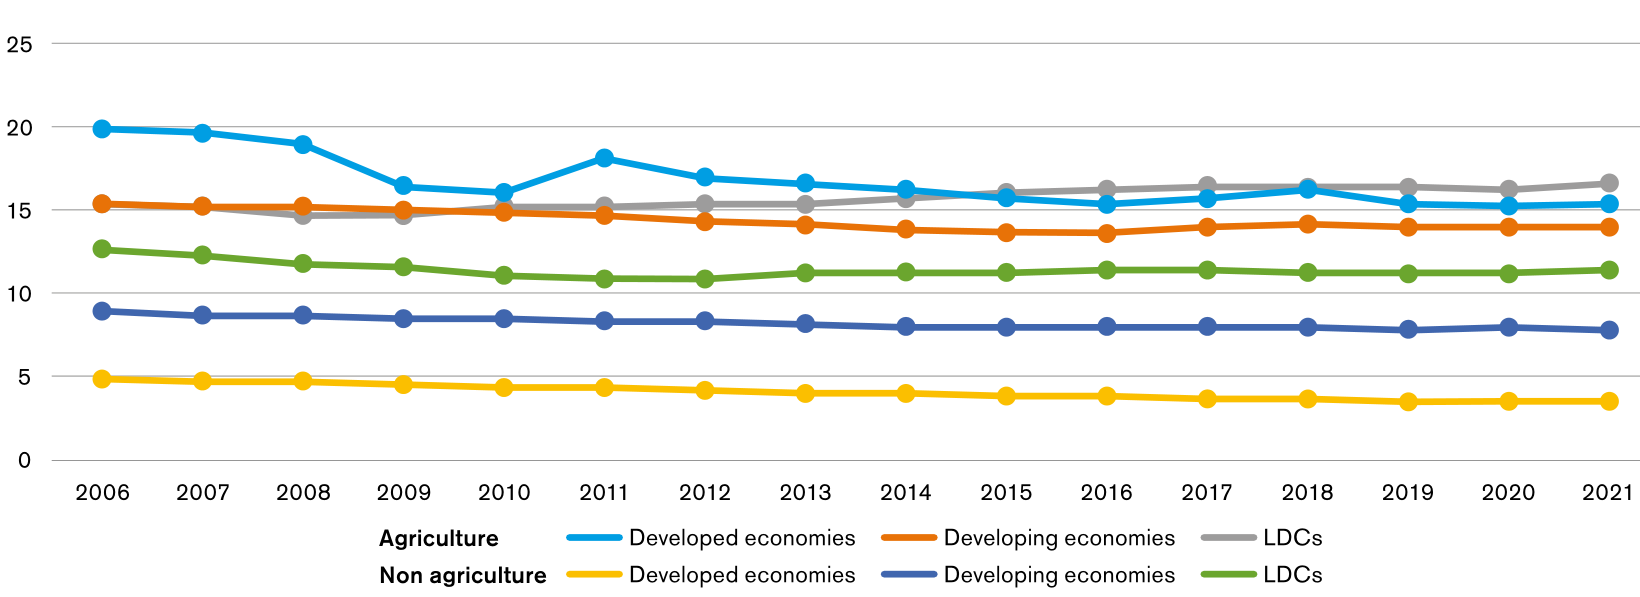 25
20
15
10
5
0
2006 2007 2008 2009 2010 2011 2012 2013 2014 2015 2016 2017 2018 2019 2020 2021
Agriculture Developed economies Developing economies LDCs
Non agriculture Developed economies Developing economies LDCs